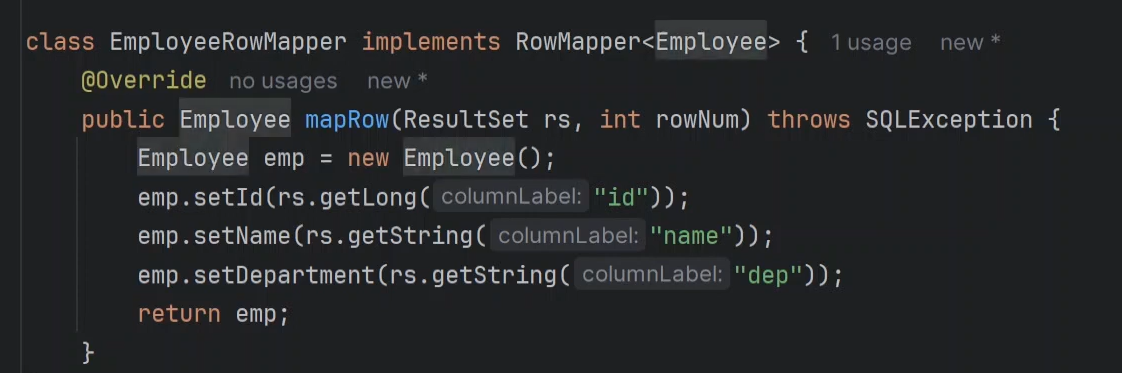 class EmployeeRowMapper implements RowMapper<Employee> { 1 usage new *
@Override no usages new *
public Employee mapRow(ResultSet rs, int rowNum) throws SQLException {
Employee emp = new Employee();
emp.setId(rs.getLong( columnLabel: "id"));
emp.setName(rs.getString( columnLabel: "name"));
emp.setDepartment(rs.getString( columnLabel: "dep"));
return emp;
}